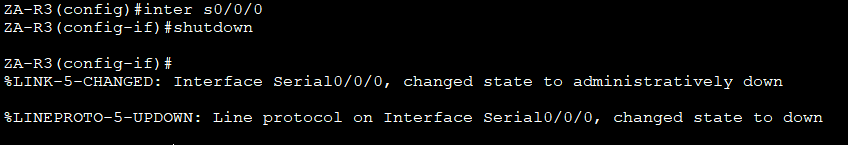 ZA-R3(config)#inter s0/0/0
ZA-R3(config-if)#shutdown
ZA-R3(config-if)#
%LINK-5-CHANGED: Interface Serial0/0/0, changed state to administratively down
%LINEPROTO-5-UPDOWN: Line protocol on Interface Serial0/0/0, changed state to down